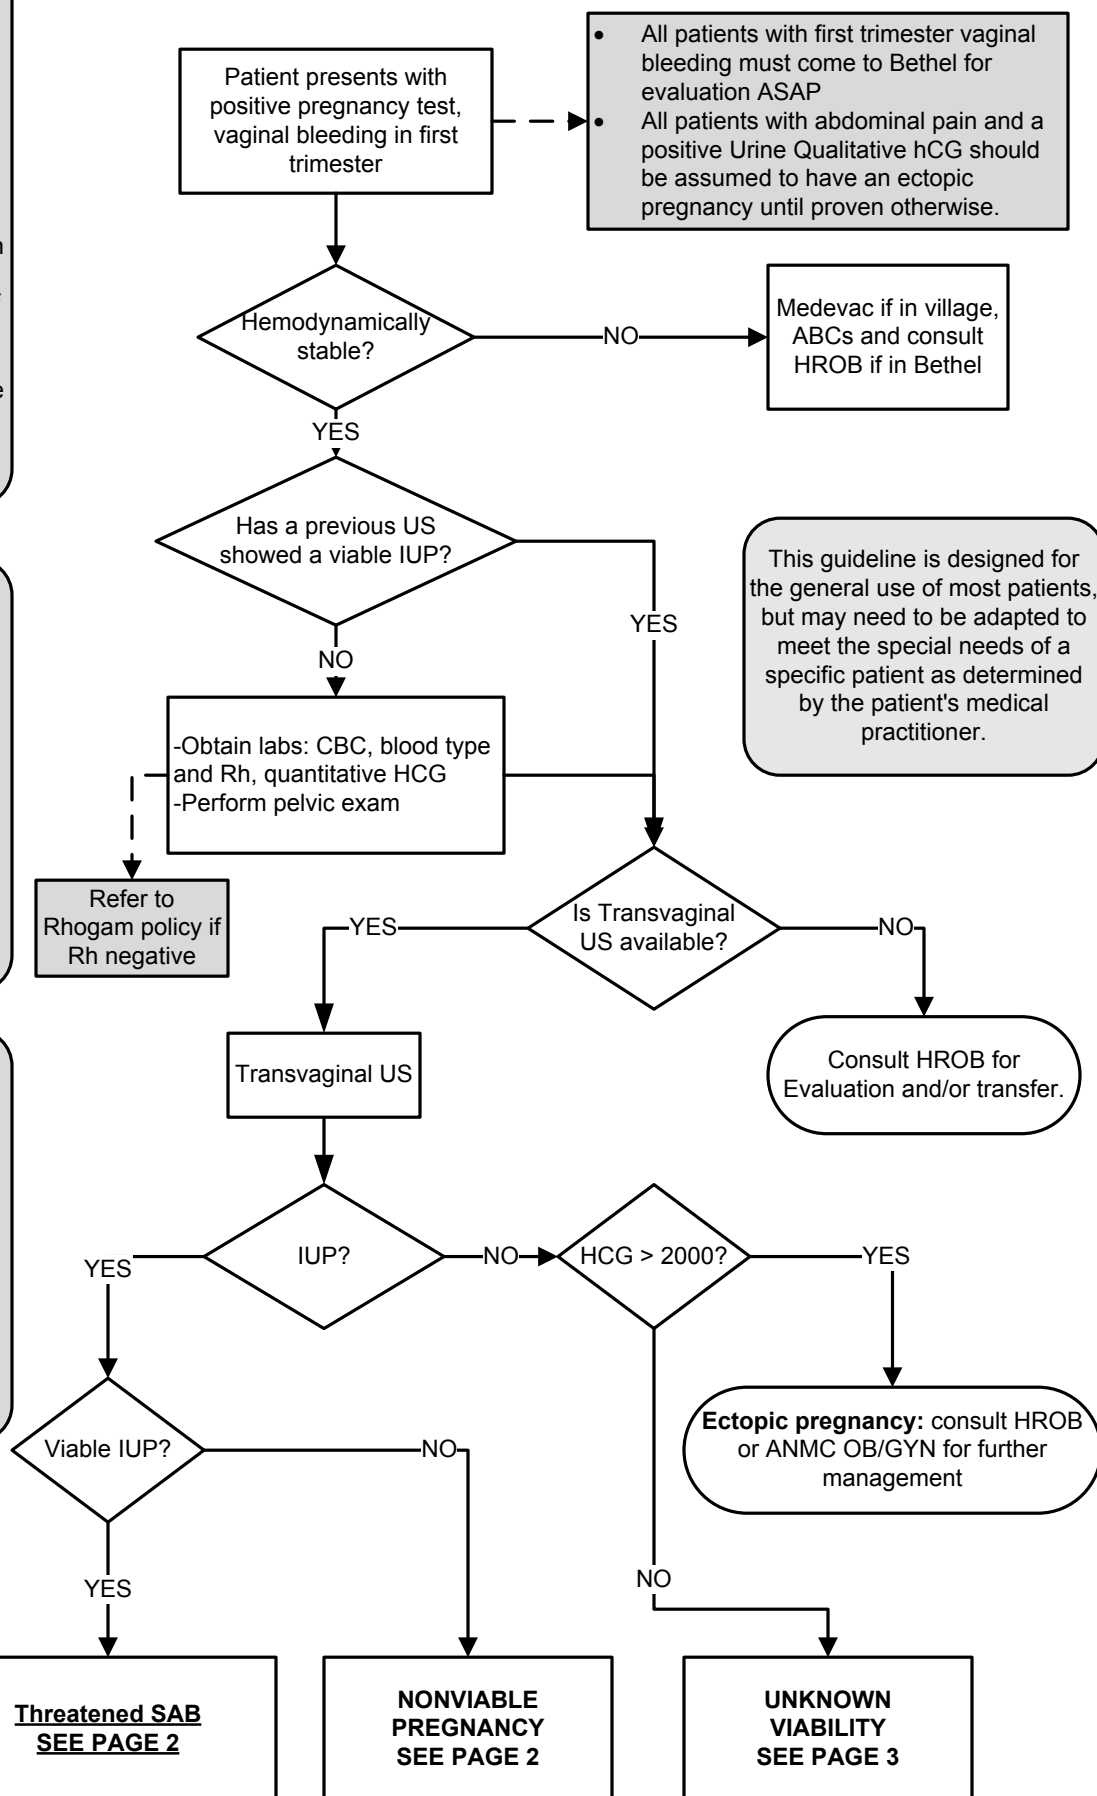 Patient presents with
positive pregnancy test,
vaginal bleeding in first
trimester
• All patients with first trimester vaginal
bleeding must come to Bethel for
evaluation ASAP
• All patients with abdominal pain and a
positive Urine Qualitative hCG should
be assumed to have an ectopic
pregnancy until proven otherwise.
Hemodynamically
stable?
NO
Medevac if in village,
ABCs and consult
HROB if in Bethel
YES
Has a previous US
showed a viable IUP?
YES
NO
This guideline is designed for
the general use of most patients,
but may need to be adapted to
meet the special needs of a
specific patient as determined
by the patient's medical
practitioner.
-Obtain labs: CBC, blood type
and Rh, quantitative HCG
-Perform pelvic exam
Refer to
Rhogam policy if
Rh negative
Is Transvaginal
US available?
YES
NO
Transvaginal US
Consult HROB for
Evaluation and/or transfer.
IUP?
YES
NO
HCG > 2000?
YES
Ectopic pregnancy: consult HROB
or ANMC OB/GYN for further
management
Viable IUP?
NO
YES
NO
Threatened SAB
SEE PAGE 2
NONVIABLE
PREGNANCY
SEE PAGE 2
UNKNOWN
VIABILITY
SEE PAGE 3